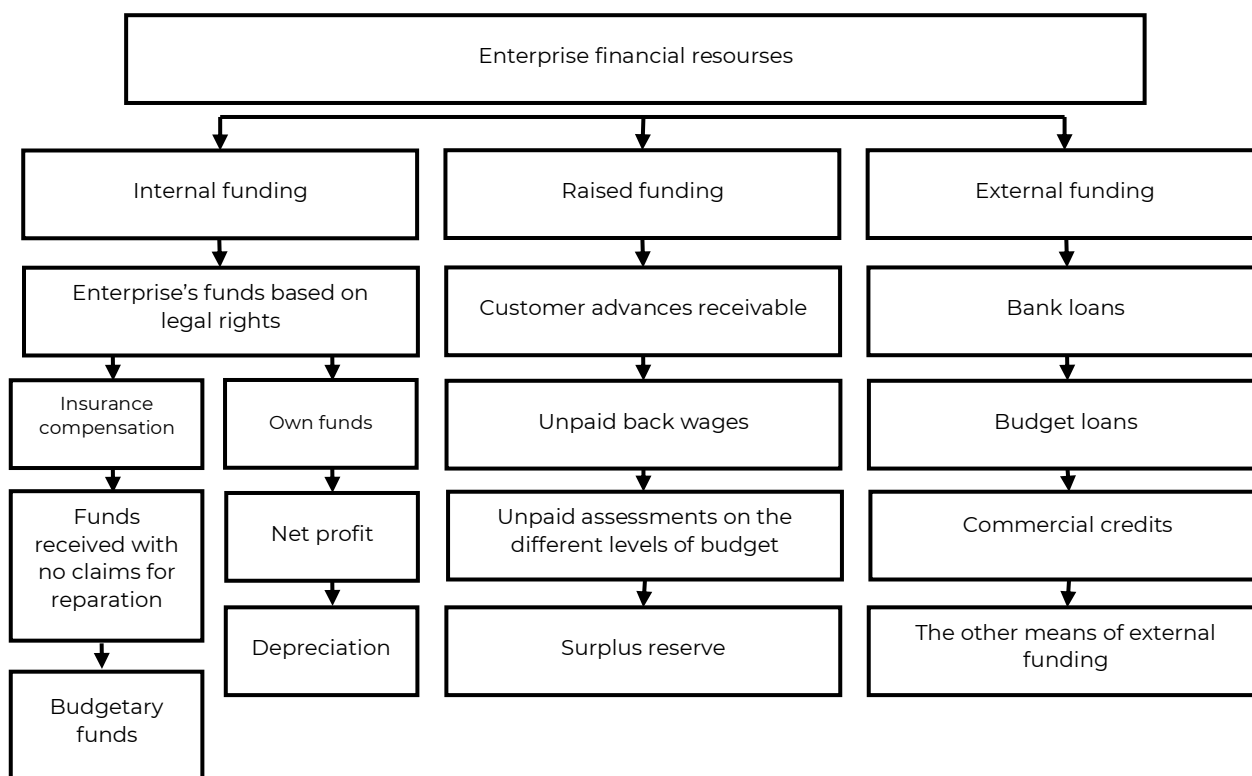 Enterprise financial resourses
Internal funding
Raised funding
External funding
Enterprise’s funds based on
legal rights
Customer advances receivable
Bank loans
Insurance
compensation
Own funds
Unpaid back wages
Budget loans
Funds
received with
no claims for
reparation
Net profit
Unpaid assessments on the
different levels of budget
Commercial credits
Depreciation
Surplus reserve
The other means of external
funding
Budgetary
funds